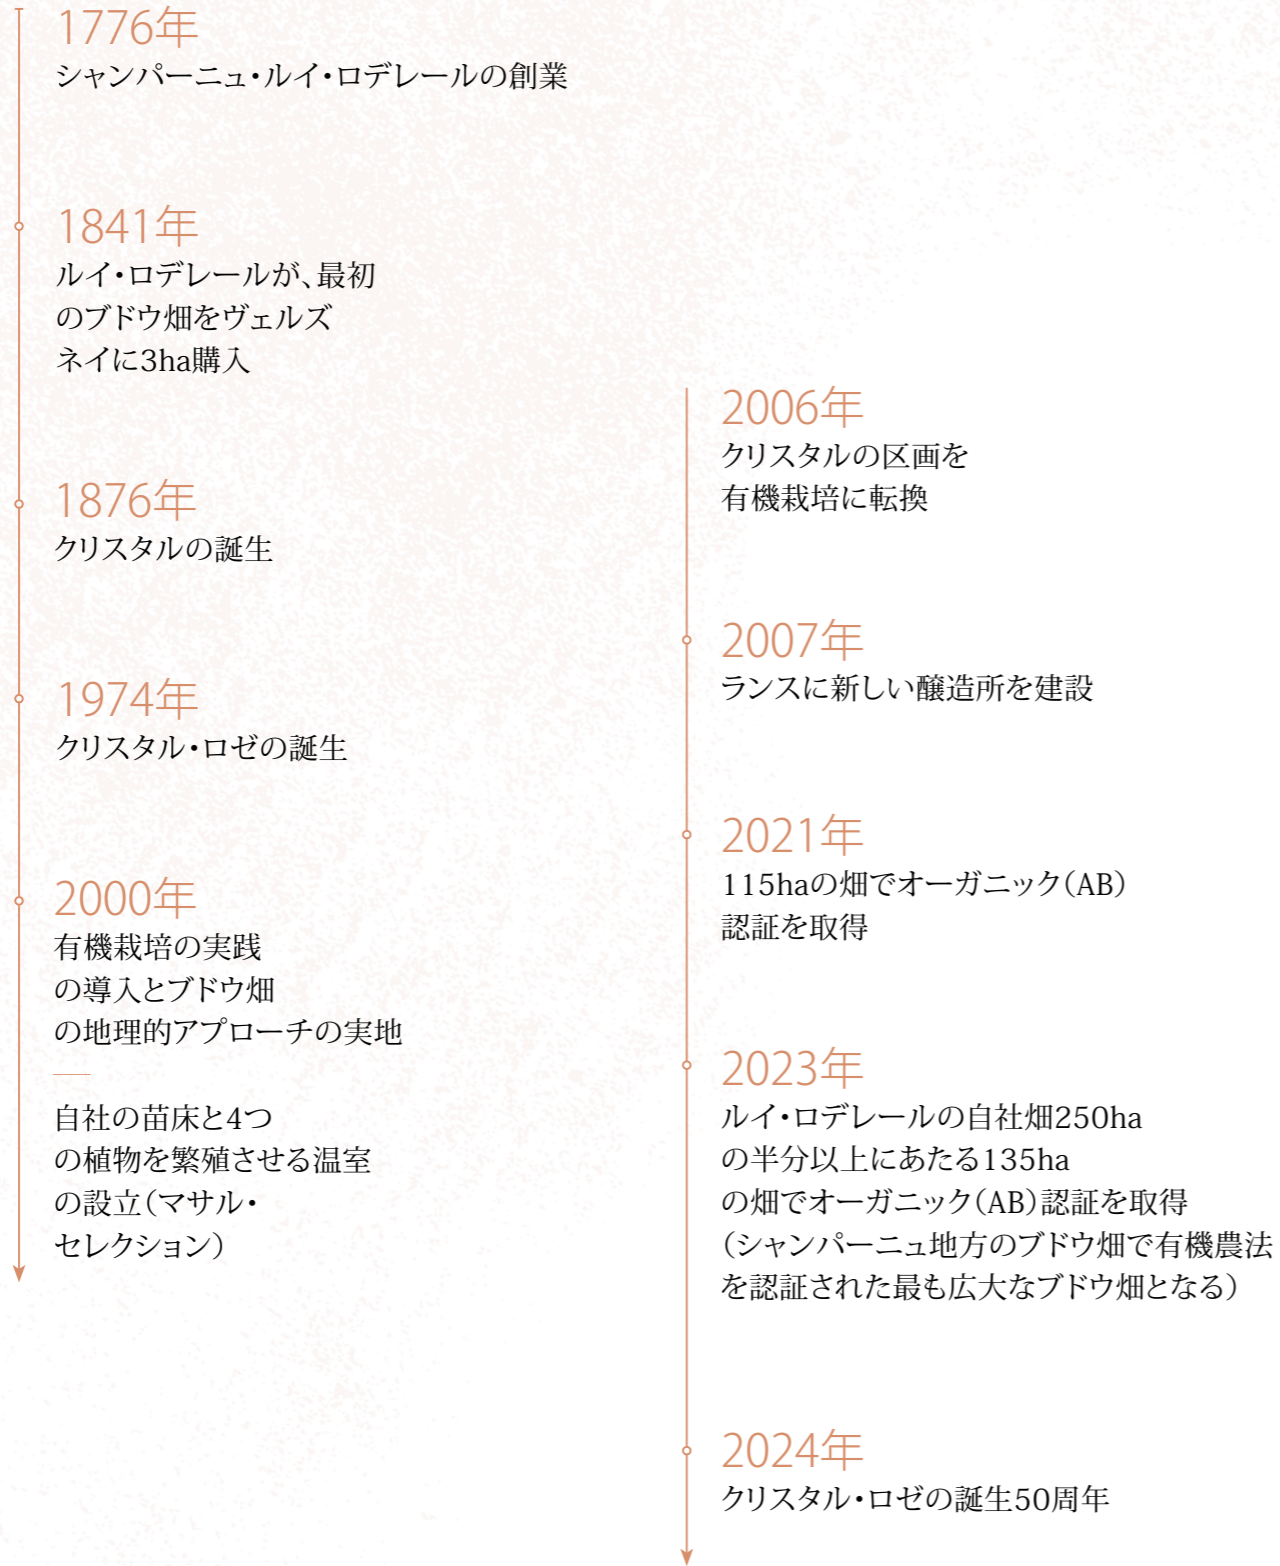 1776年
シャンパーニュ・ルイ・ロデレールの創業
1841年
ルイ・ロデレールが、最初
のブドウ畑をヴェルズ
ネイに3ha購入
1876年
クリスタルの誕生
1974年
クリスタル・ロゼの誕生
2000年
有機栽培の実践
の導入とブドウ畑
の地理的アプローチの実地
自社の苗床と4つ
の植物を繁殖させる温室
の設立（マサル・
セレクション）
2006年
クリスタルの区画を
有機栽培に転換
2007年
ランスに新しい醸造所を建設
2021年
115haの畑でオーガニック（AB）
認証を取得
2023年
ルイ・ロデレールの自社畑250ha
の半分以上にあたる135ha
の畑でオーガニック（AB）認証を取得
（シャンパーニュ地方のブドウ畑で有機農法
を認証された最も広大なブドウ畑となる）
2024年
クリスタル・ロゼの誕生50周年